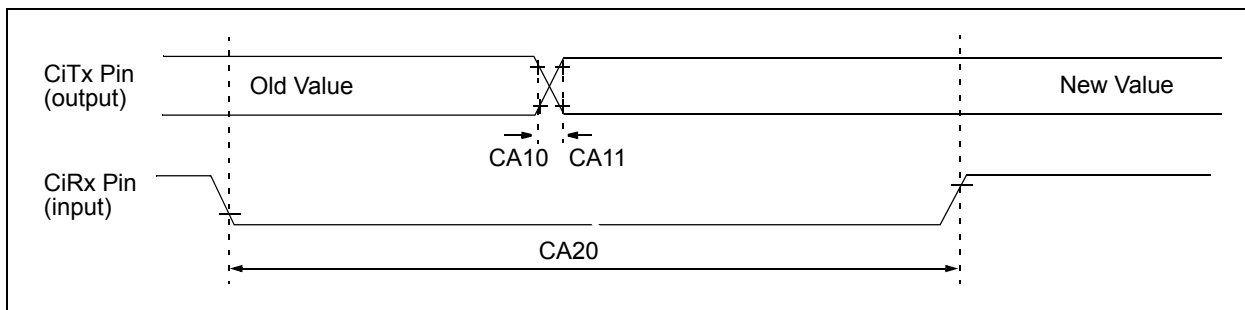 CiTx Pin
(output)
Old Value
New Value
CA10 CA11
CiRx Pin
(input)
CA20